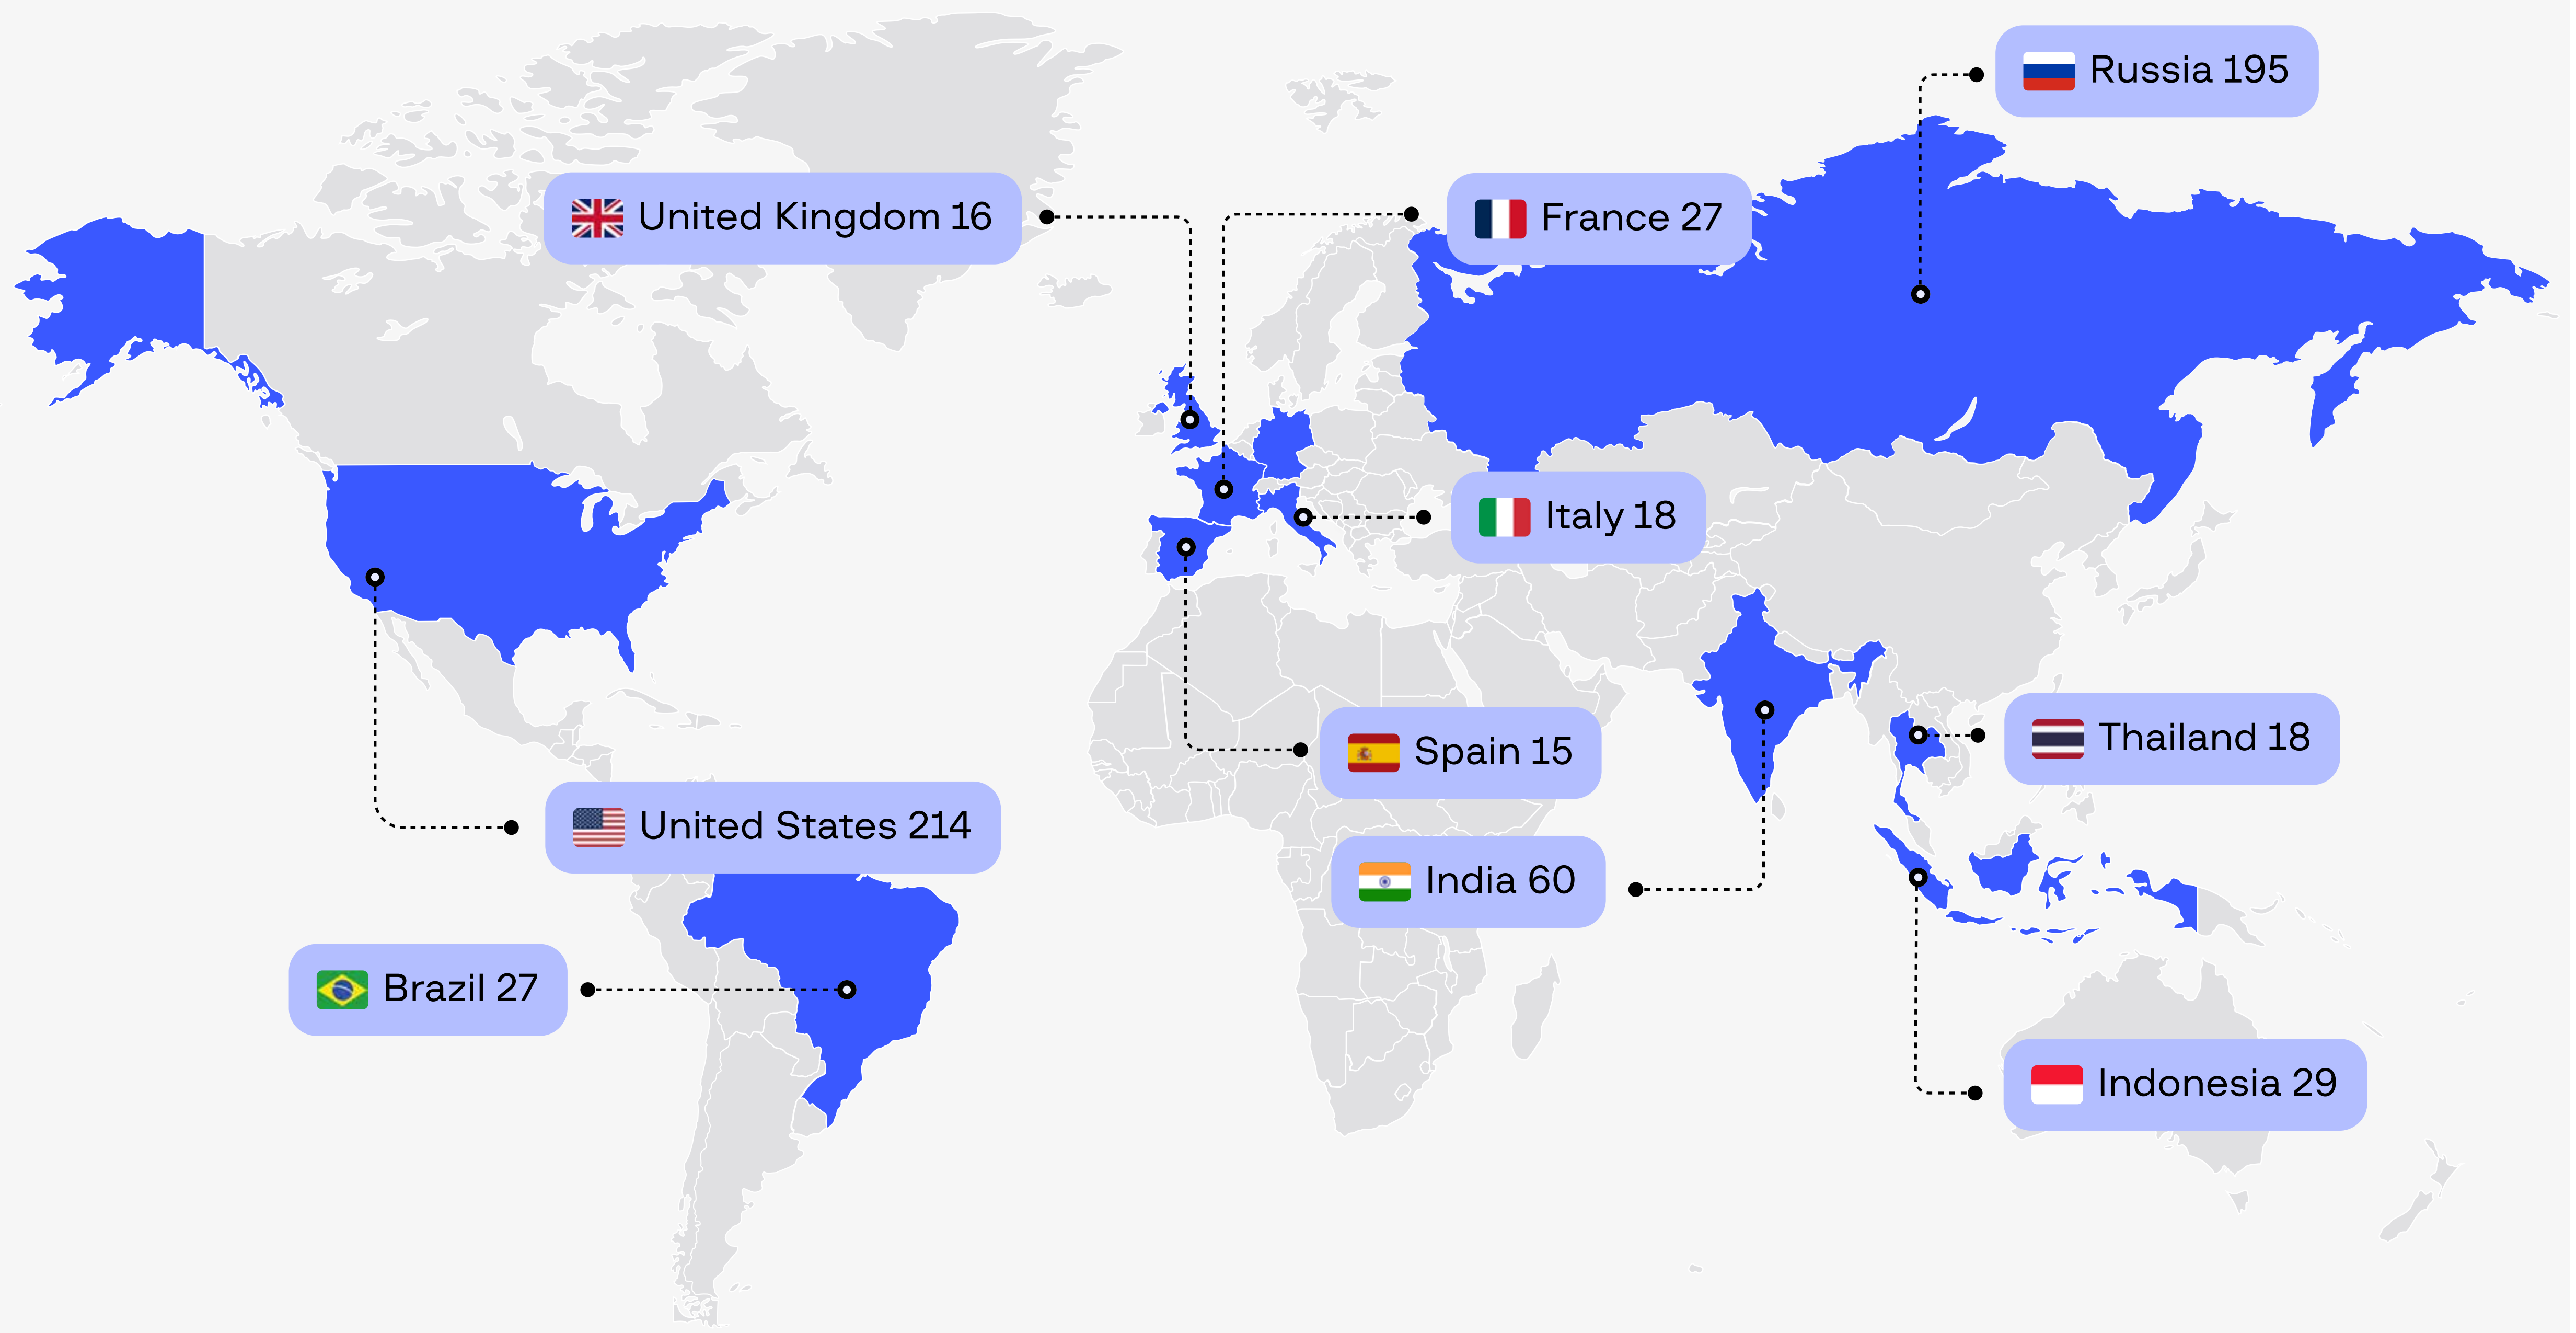 Russia 195
United Kingdom 16
France 27
Italy 18
Spain 15
Thailand 18
United States 214
India 60
Brazil 27
Indonesia 29